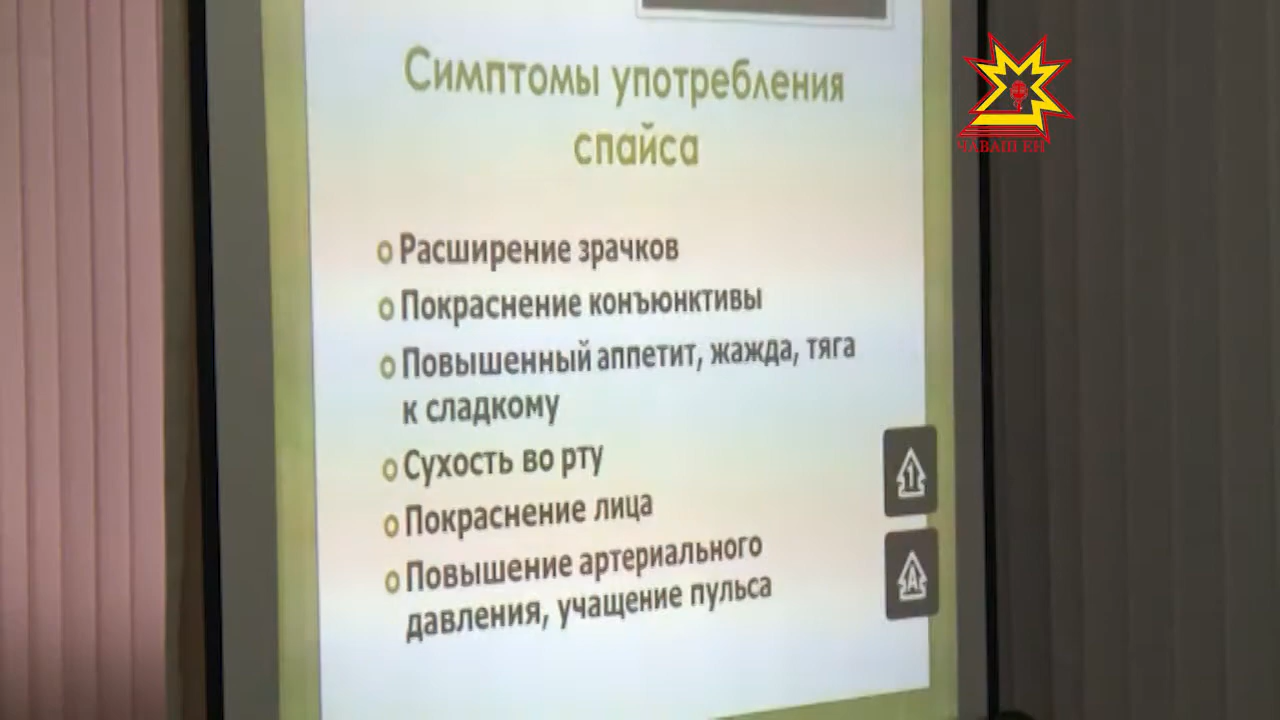 Симптомы употребления
спайса
Расширение зрачков
Покраснение конъюнктивы
Повышенный аппетит, жажда, тяга
к сладкому
Сухость во рту
Покраснение лица
Повышение артериального
давления, учащение пульса
1
А
ЧАВАШ ЕН